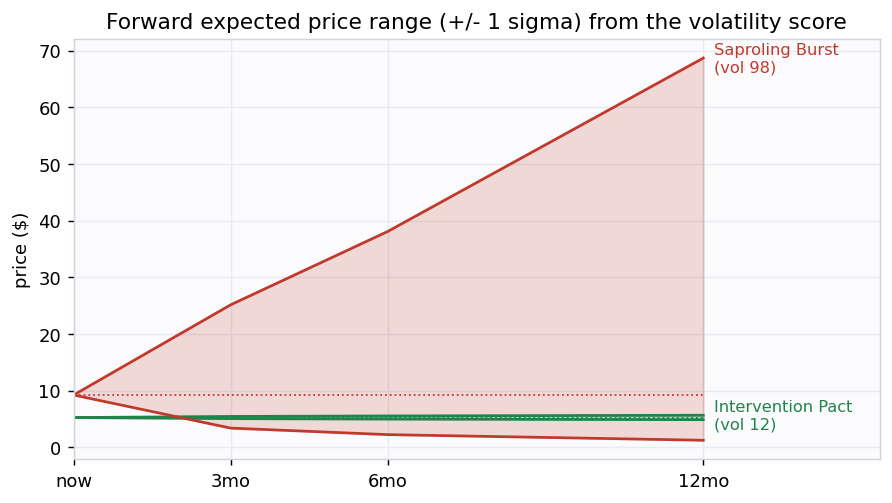 Forward expected price range (+/- 1 sigma) from the volatility score
70
60
50
40
30
20
10
0
price ($)
Saproling Burst
(vol 98)
Intervention Pact
(vol 12)
now
3mo
6mo
12mo